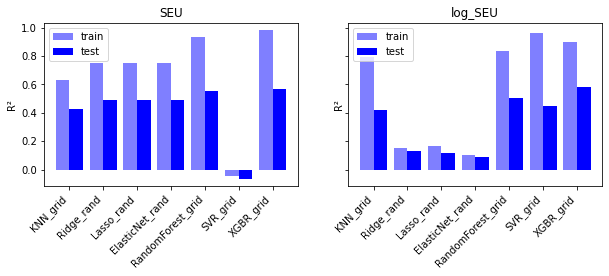 SEU
train
test
R²
1.0
0.8
0.6
0.4
0.2
0.0
KNN_grid
Ridge_rand
Lasso_rand
ElasticNet_rand
RandomForest_grid
SVR_grid
XGBR_grid
log_SEU
train
test
R²
KNN_grid
Ridge_rand
Lasso_rand
ElasticNet_rand
RandomForest_grid
SVR_grid
XGBR_grid